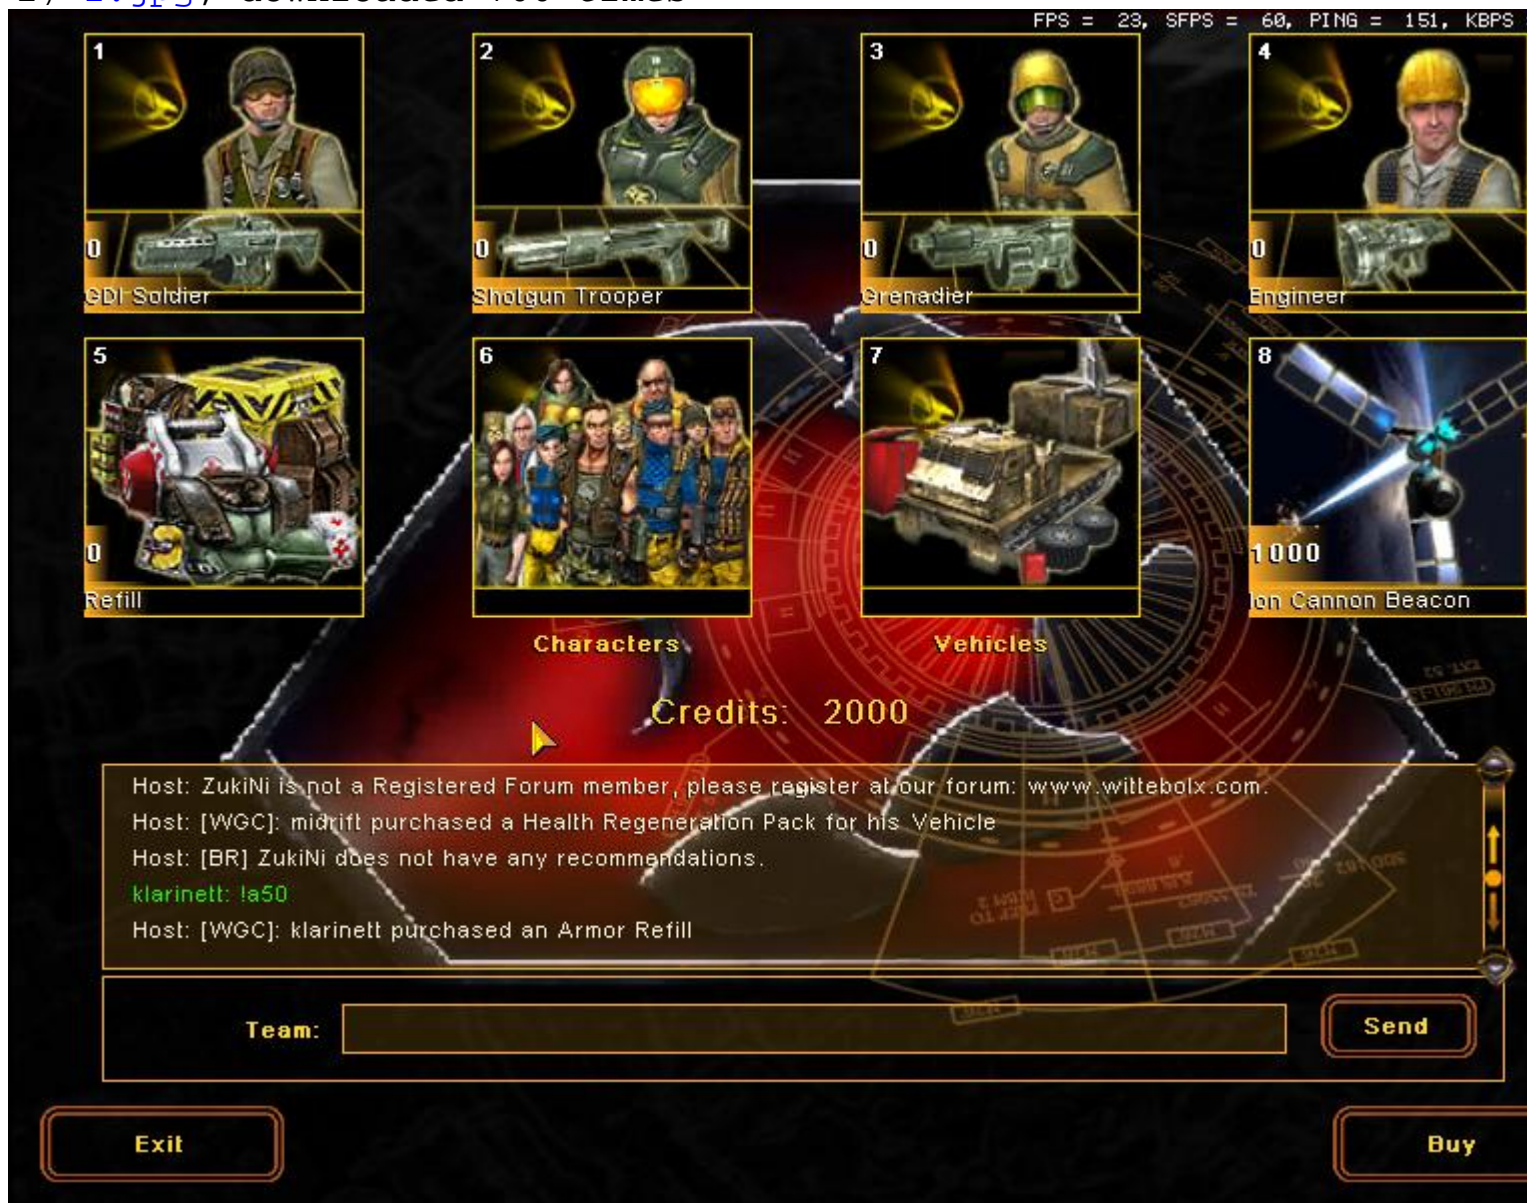 FPS = 23, SFPS = 60, PING = 151, KBPS
1
2
3
4
0
0
0
0
GDI Soldier
Shotgun Trooper
Grenadier
Engineer
5
6
7
8
0
1000
Refill
Ion Cannon Beacon
Characters
Vehicles
Credits: 2000
Host: ZukiNi is not a Registered Forum member, please register at our forum: www.wittebolx.com.
Host: [WGC]: midrift purchased a Health Regeneration Pack for his Vehicle
Host: [BR] ZukiNi does not have any recommendations.
klarinett: !a50
Host: [WGC]: klarinett purchased an Armor Refill
Team:
Send
Exit
Buy